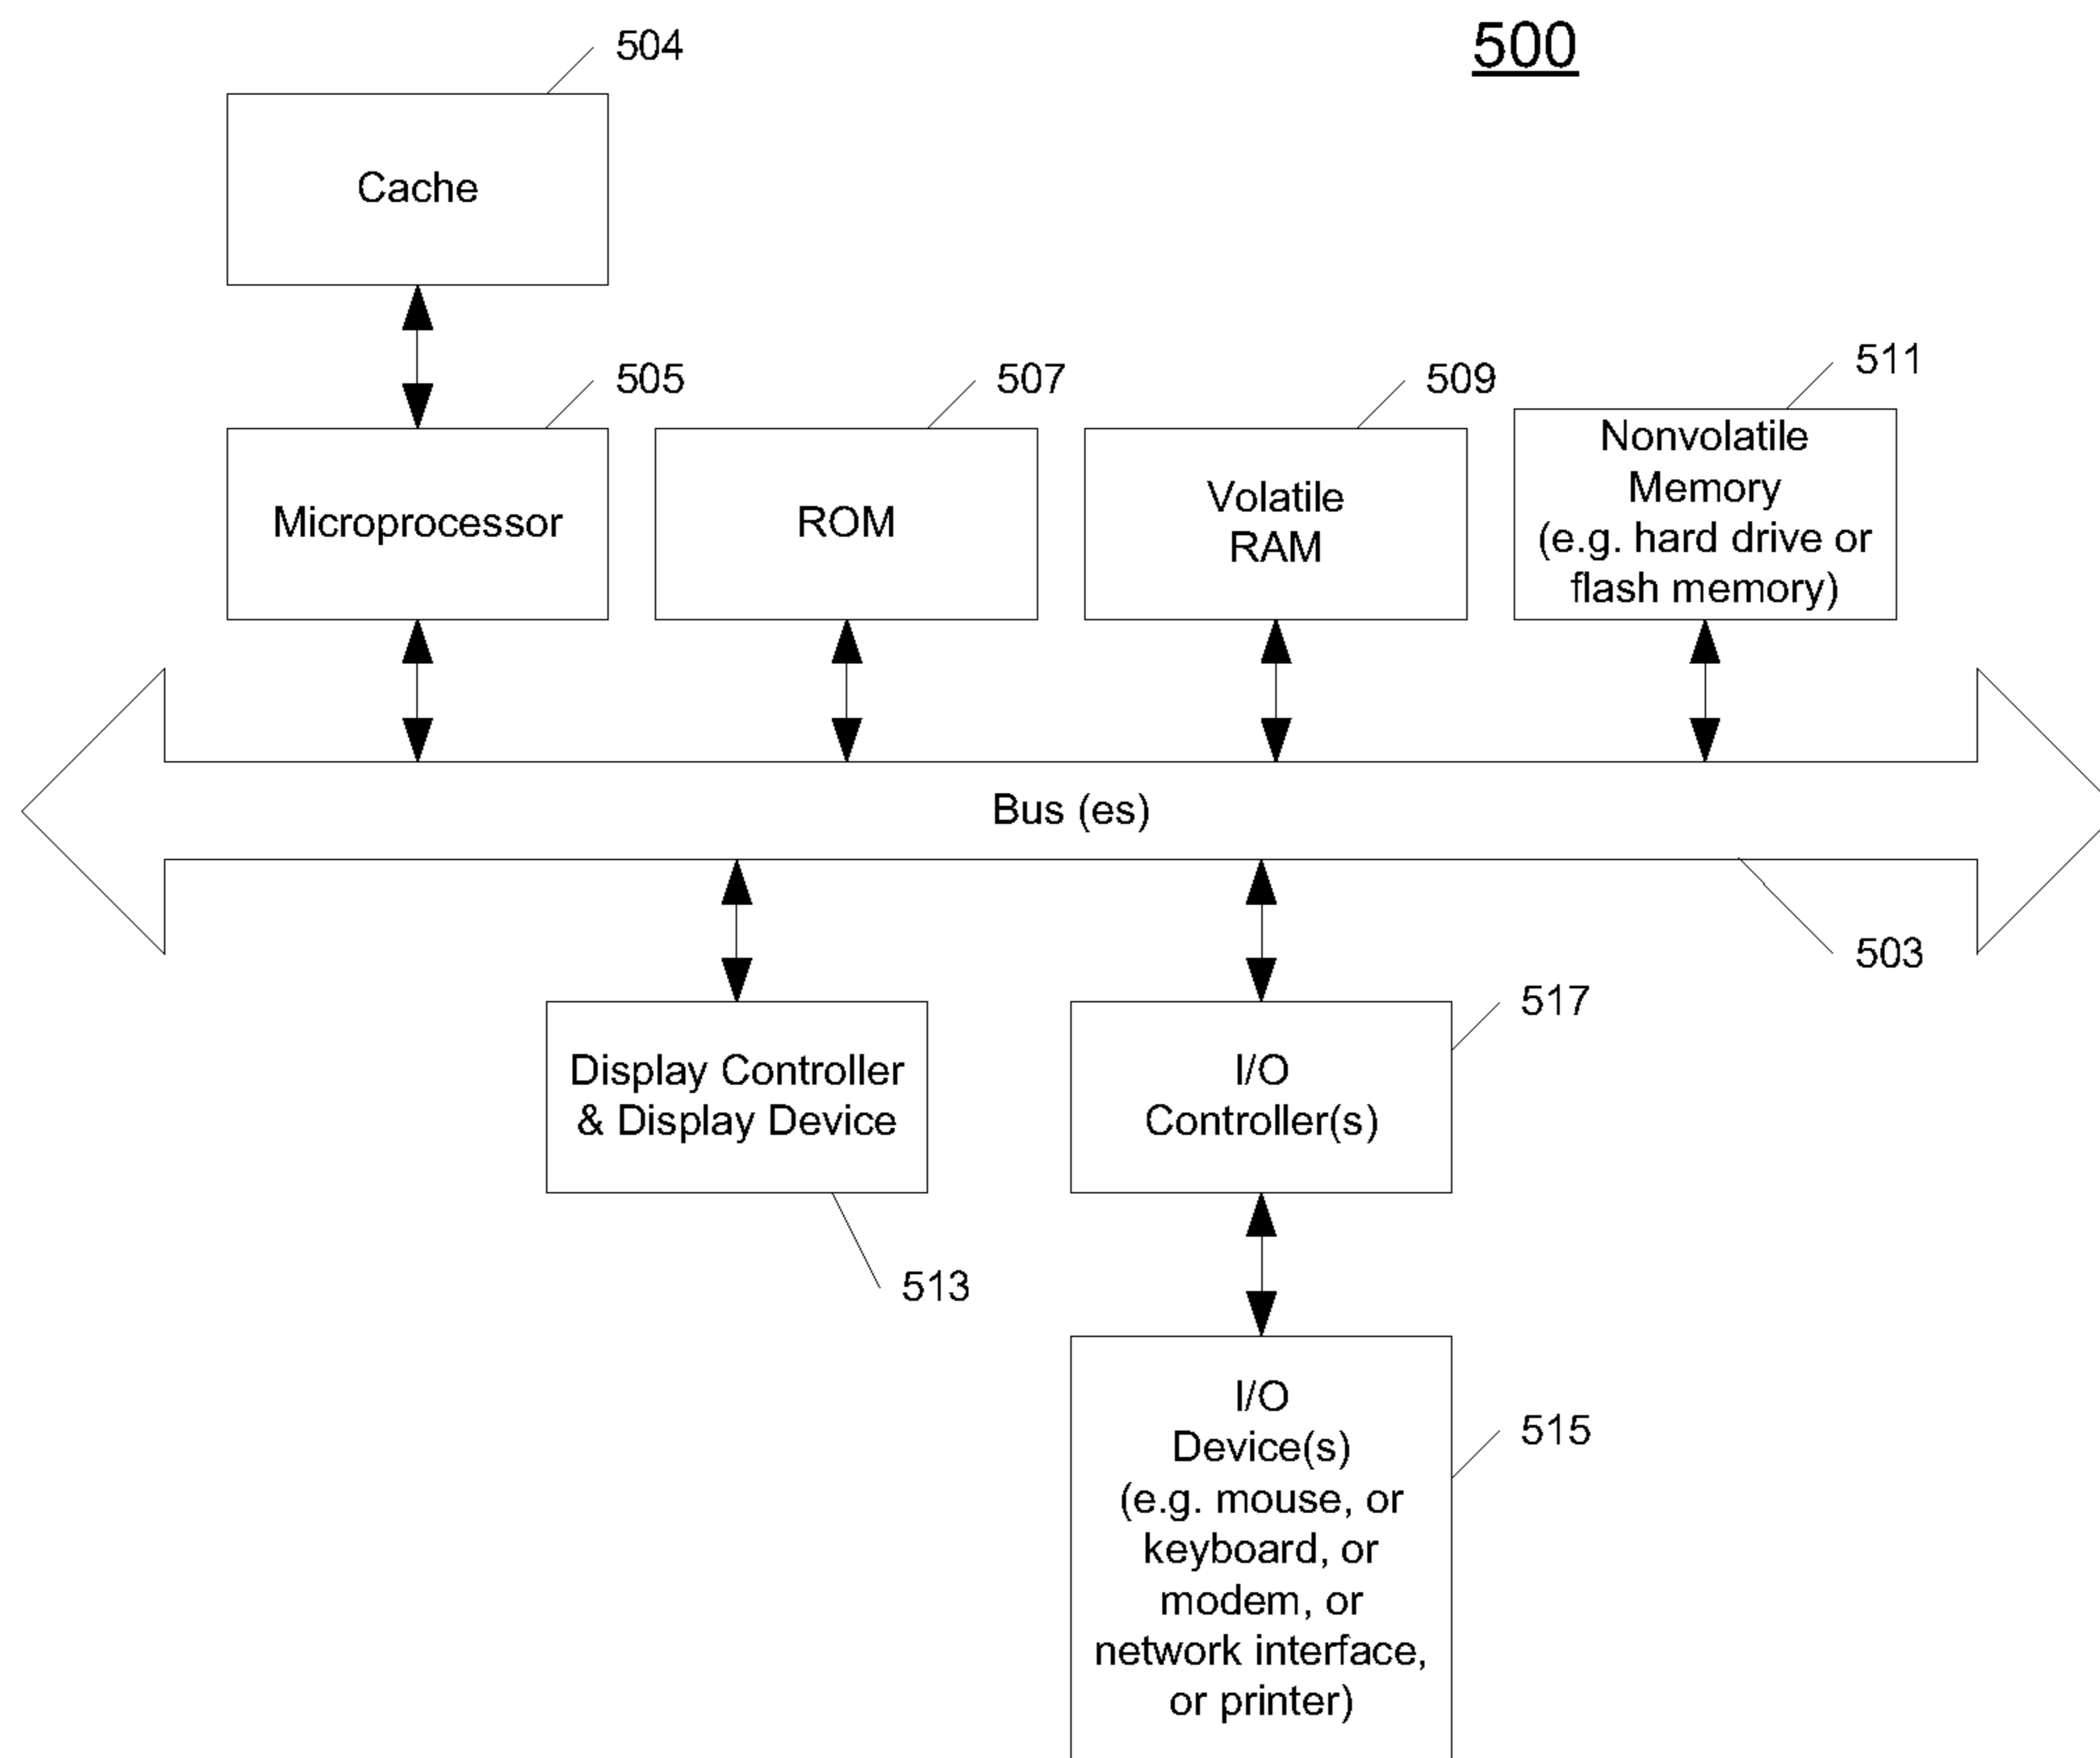 500
504
Cache
505
507
509
511
Microprocessor
ROM
Volatile
RAM
Nonvolatile
Memory
(e.g. hard drive or
flash memory)
Bus (es)
503
517
Display Controller
& Display Device
I/O
Controller(s)
513
I/O
Device(s)
(e.g. mouse, or
keyboard, or
modem, or
network interface,
or printer)
515